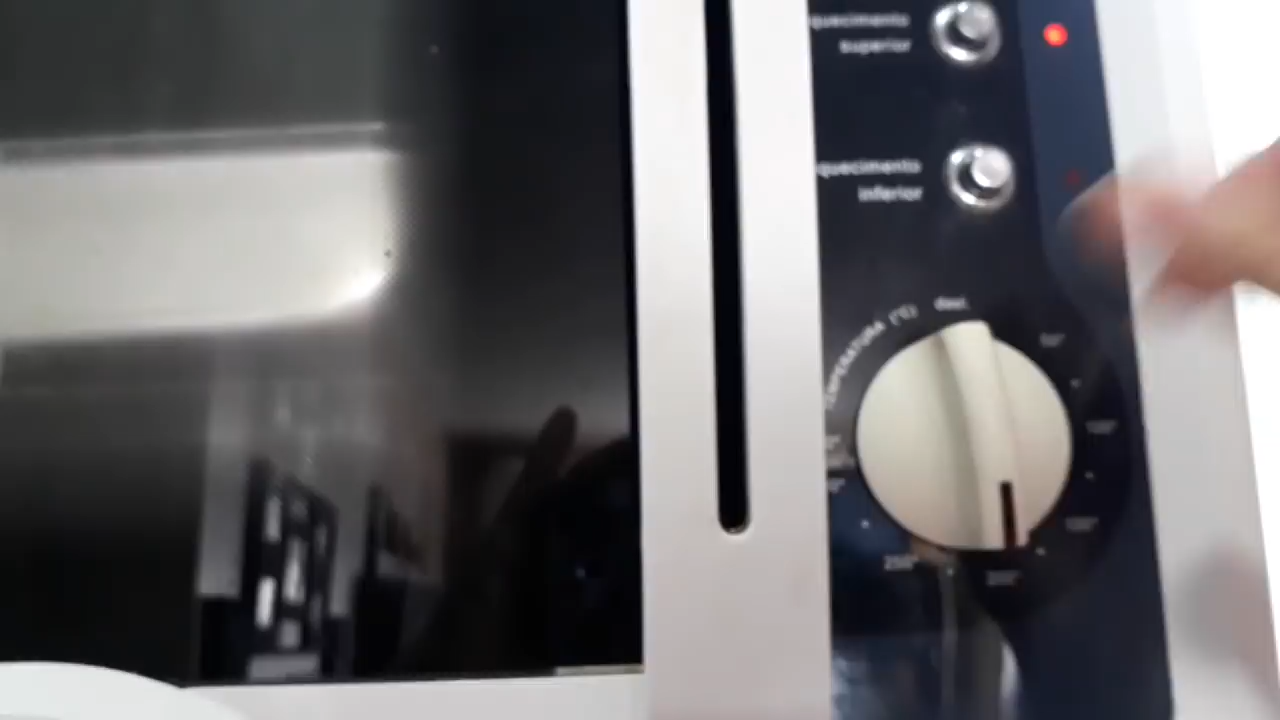 quecimento
superior
quecimento
inferior
TEMPERATURA (°C)
Desl.
50°
100°
150°
200°
250°